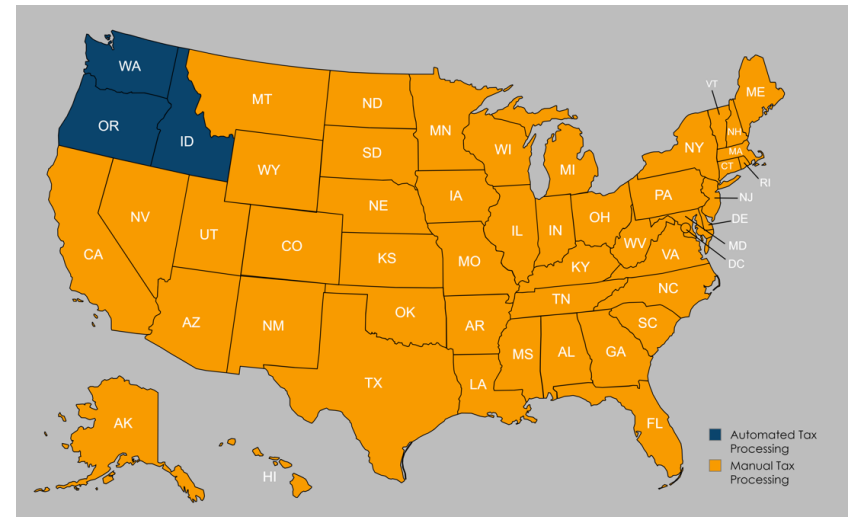 WA
OR
ID
MT
ND
MN
SD
WY
WI
MI
NY
VT
ME
NH
MA
CT
RI
NJ
PA
DE
MD
DC
NV
UT
CA
CO
NE
IA
IL
IN
OH
WV
VA
KS
MO
KY
NC
TN
SC
AZ
NM
OK
AR
TX
LA
MS
AL
GA
FL
AK
HI
Automated Tax
Processing
Manual Tax
Processing